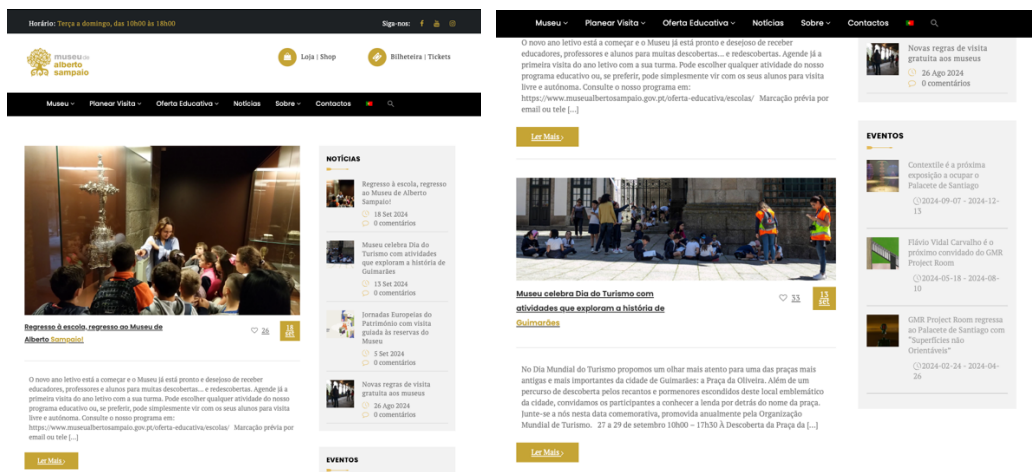 Horário: Terça a domingo, das 10h00 às 18h00
Siga-nos:
museu de
alberto
sampaio
Loja | Shop
Bilheteira | Tickets
Museu
Planear Visita
Oferta Educativa
Notícias
Sobre
Contactos
Regresso à escola, regresso ao Museu de
Alberto Sampaio!
26
18
set
O novo ano letivo está a começar e o Museu já está pronto e desejoso de receber
educadores, professores e alunos para muitas descobertas... e redescobertas. Agende já a
primeira visita do ano letivo com a sua turma. Pode escolher qualquer atividade do nosso
programa educativo ou, se preferir, pode simplesmente vir com os seus alunos para visita
livre e autónoma. Consulte o nosso programa em:
https://www.museualbertosampaio.gov.pt/oferta-educativa/escolas/ Marcação prévia por
email ou tele [...]
Ler Mais ›
NOTÍCIAS
Regresso à escola, regresso
ao Museu de Alberto
Sampaio!
18 Set 2024
0 comentários
Museu celebra Dia do
Turismo com atividades
que exploram a história de
Guimarães
13 Set 2024
0 comentários
Jornadas Europeias do
Património com visita
guiada às reservas do
Museu
5 Set 2024
0 comentários
Novas regras de visita
gratuita aos museus
26 Ago 2024
0 comentários
EVENTOS
Museu
Planear Visita
Oferta Educativa
Notícias
Sobre
Contactos
O novo ano letivo está a começar e o Museu já está pronto e desejoso de receber
educadores, professores e alunos para muitas descobertas... e redescobertas. Agende já a
primeira visita do ano letivo com a sua turma. Pode escolher qualquer atividade do nosso
programa educativo ou, se preferir, pode simplesmente vir com os seus alunos para visita
livre e autónoma. Consulte o nosso programa em:
https://www.museualbertosampaio.gov.pt/oferta-educativa/escolas/ Marcação prévia por
email ou tele [...]
Ler Mais ›
Museu celebra Dia do Turismo com
atividades que exploram a história de
Guimarães
33
13
set
No Dia Mundial do Turismo propomos um olhar mais atento para uma das praças mais
antigas e mais importantes da cidade de Guimarães: a Praça da Oliveira. Além de um
percurso de descoberta pelos recantos e pormenores escondidos deste local emblemático
da cidade, convidamos os participantes a conhecer a lenda por detrás do nome da praça.
Junte-se a nós nesta data comemorativa, promovida anualmente pela Organização
Mundial de Turismo. 27 a 29 de setembro 10h00 – 17h30 À Descoberta da Praça da [...]
Ler Mais ›
Novas regras de visita
gratuita aos museus
26 Ago 2024
0 comentários
EVENTOS
Contextile é a próxima
exposição a ocupar o
Palacete de Santiago
2024-09-07 - 2024-12-
15
Flávio Vidal Carvalho é o
próximo convidado do GMR
Project Room
2024-05-18 - 2024-08-
10
GMR Project Room regressa
ao Palacete de Santiago com
“Superfícies não
Orientáveis”
2024-02-24 - 2024-04-
26